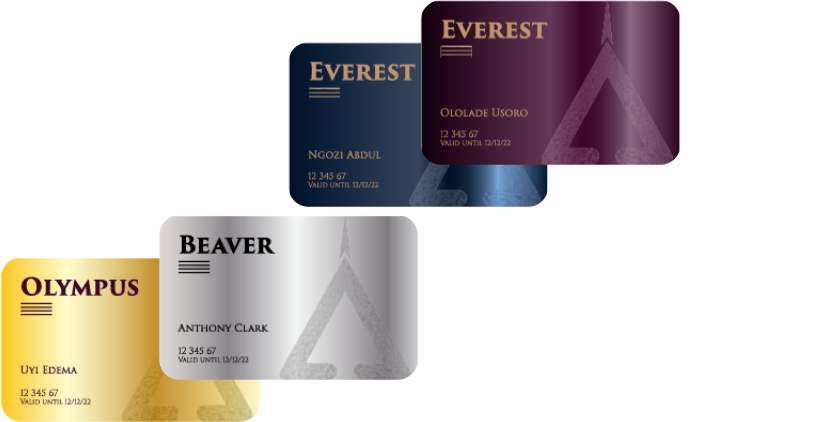 EVEREST
OLOLADE USORO
12 345 67
VALID UNTIL 12/12/22
EVEREST
NGOZI ABDUL
12 345 67
VALID UNTIL 12/12/22
BEAVER
ANTHONY CLARK
12 345 67
VALID UNTIL 12/12/22
OLYMPUS
UYI EDEMA
12 345 67
VALID UNTIL 12/12/22